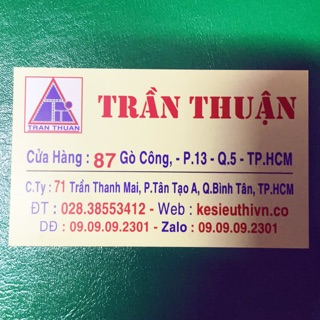 TRẦN THUẬN
TRAN THUAN
Cửa Hàng : 87 Gò Công, - P.13 - Q.5 - TP.HCM
C.Ty : 71 Trần Thanh Mai, P.Tân Tạo A, Q.Bình Tân, TP.HCM
ĐT : 028.38553412 - Web : kesieuthivn.co
DĐ : 09.09.09.2301 - Zalo : 09.09.09.2301